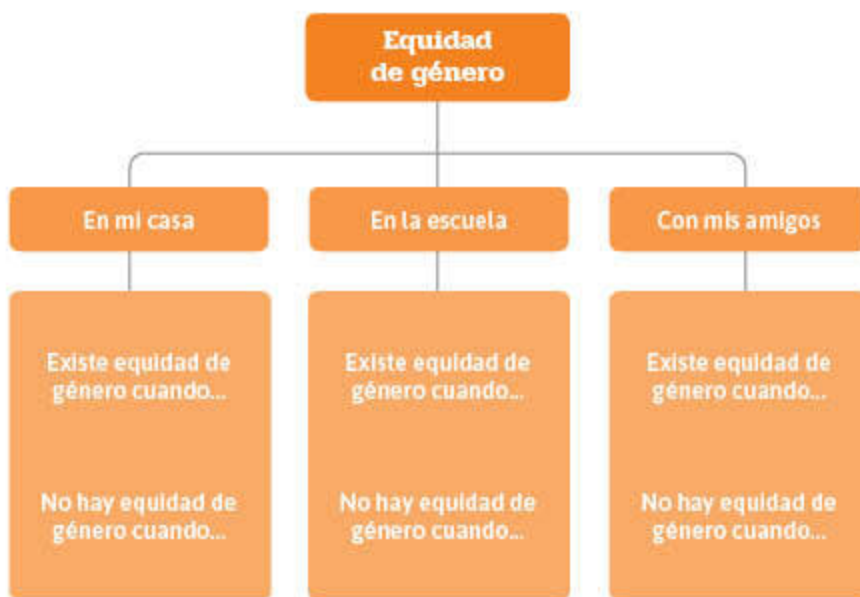 Equidad
de género
En mi casa
En la escuela
Con mis amigos
Existe equidad de
género cuando...
No hay equidad de
género cuando...
Existe equidad de
género cuando...
No hay equidad de
género cuando...
Existe equidad de
género cuando...
No hay equidad de
género cuando...